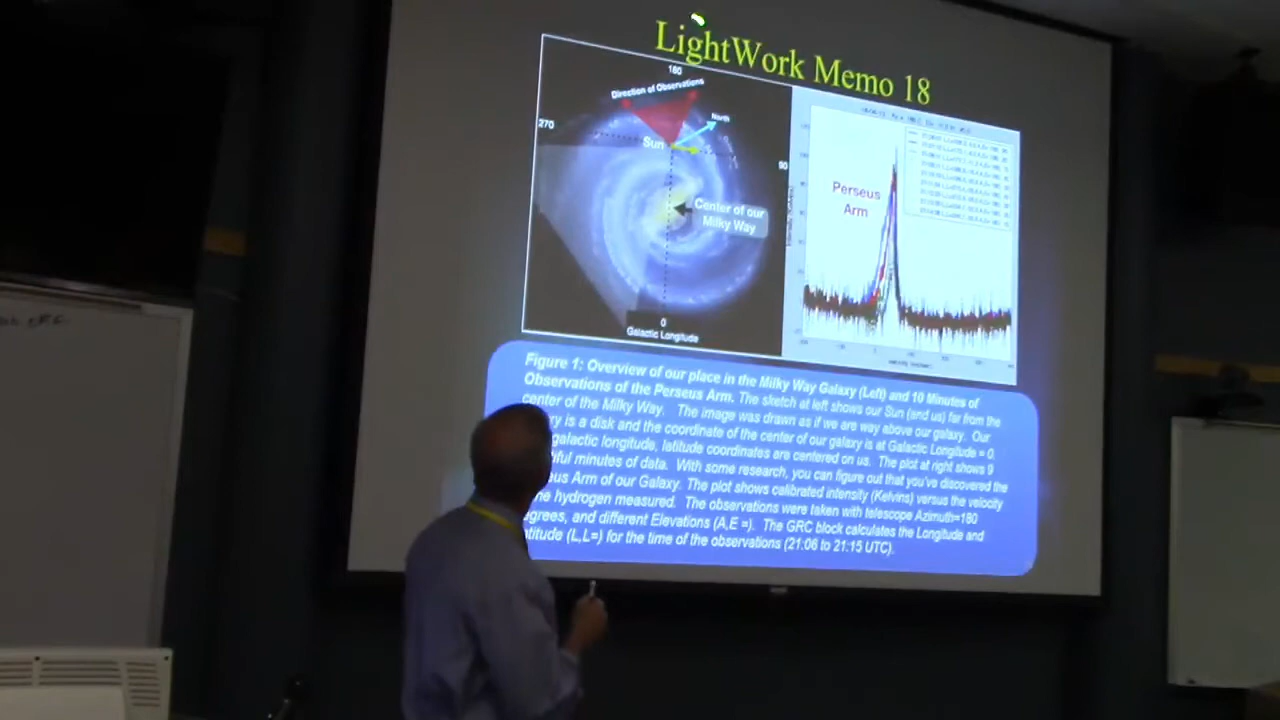 LightWork Memo 18
180
Direction of Observations
North
270
Sun
90
Center of our
Milky Way
0
Galactic Longitude
Perseus
Arm
Figure 1: Overview of our place in the Milky Way Galaxy (Left) and 10 Minutes of
Observations of the Perseus Arm. The sketch at left shows our Sun (and us) far from the
center of the Milky Way. The image was drawn as if we are way above our galaxy. Our
ry is a disk and the coordinate of the center of our galaxy is at Galactic Longitude = 0.
galactic longitude, latitude coordinates are centered on us. The plot at right shows 9
iful minutes of data. With some research, you can figure out that you've discovered the
eus Arm of our Galaxy. The plot shows calibrated intensity (Kelvins) versus the velocity
ne hydrogen measured. The observations were taken with telescope Azimuth=180
grees, and different Elevations (A,E =). The GRC block calculates the Longitude and
atitude (L,L=) for the time of the observations (21:06 to 21:15 UTC).